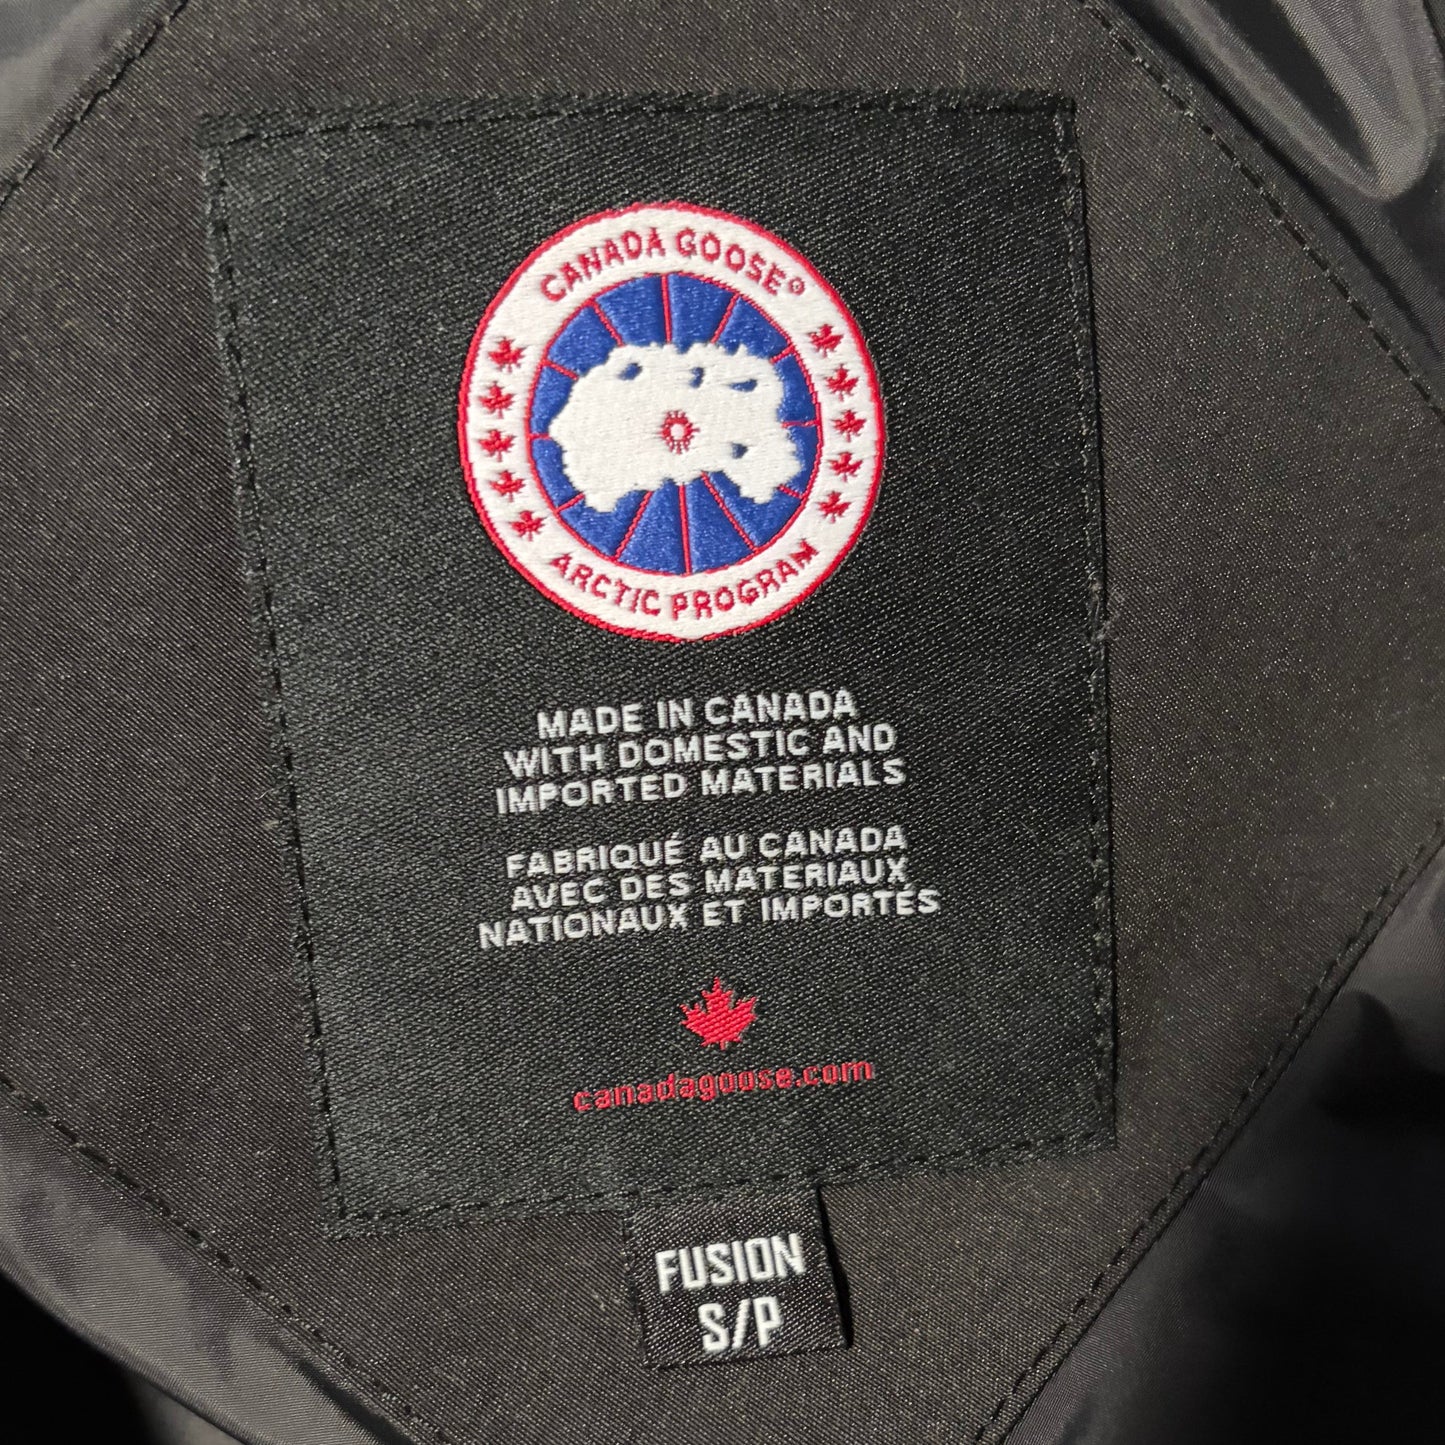 CANADA GOOSE®
ARCTIC PROGRAM
MADE IN CANADA
WITH DOMESTIC AND
IMPORTED MATERIALS
FABRIQUÉ AU CANADA
AVEC DES MATERIAUX
NATIONAUX ET IMPORTÉS
canadagoose.com
FUSION
S/P